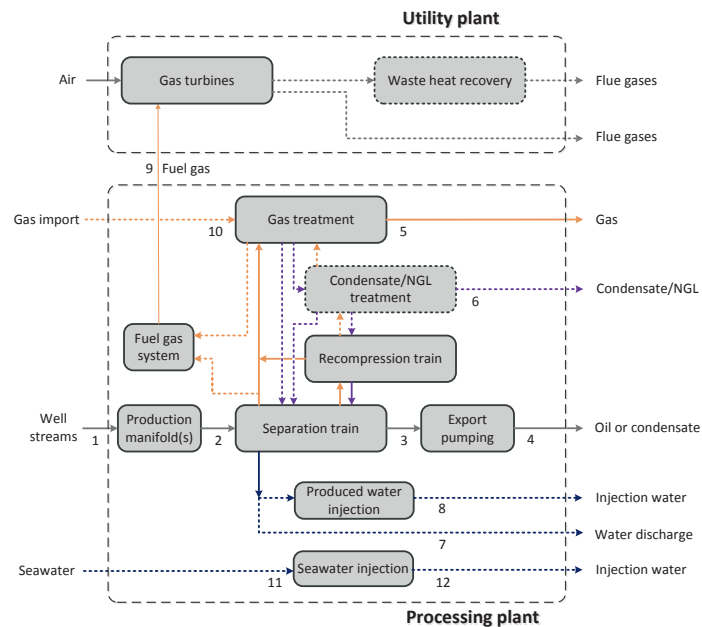 Utility plant
Air
Gas turbines
Waste heat recovery
Flue gases
Flue gases
9
Fuel gas
Gas import
10
Gas treatment
5
Gas
Condensate/NGL
treatment
6
Condensate/NGL
Fuel gas
system
Recompression train
Well
streams
1
Production
manifold(s)
2
Separation train
3
Export
pumping
4
Oil or condensate
Produced water
injection
8
Injection water
7
Water discharge
Seawater
11
Seawater injection
12
Injection water
Processing plant